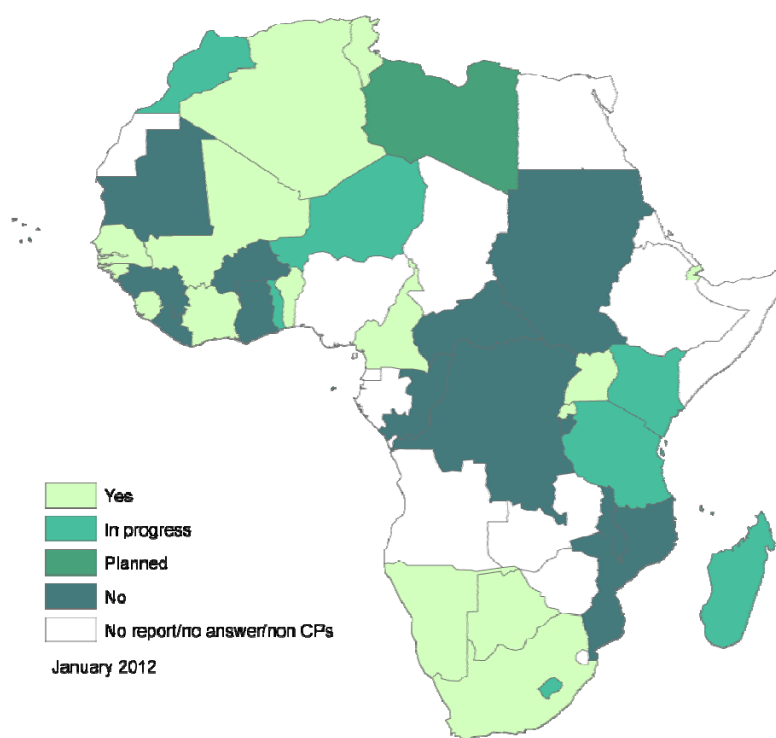 Yes
In progress
Planned
No
No report/no answer/non CPs
January 2012